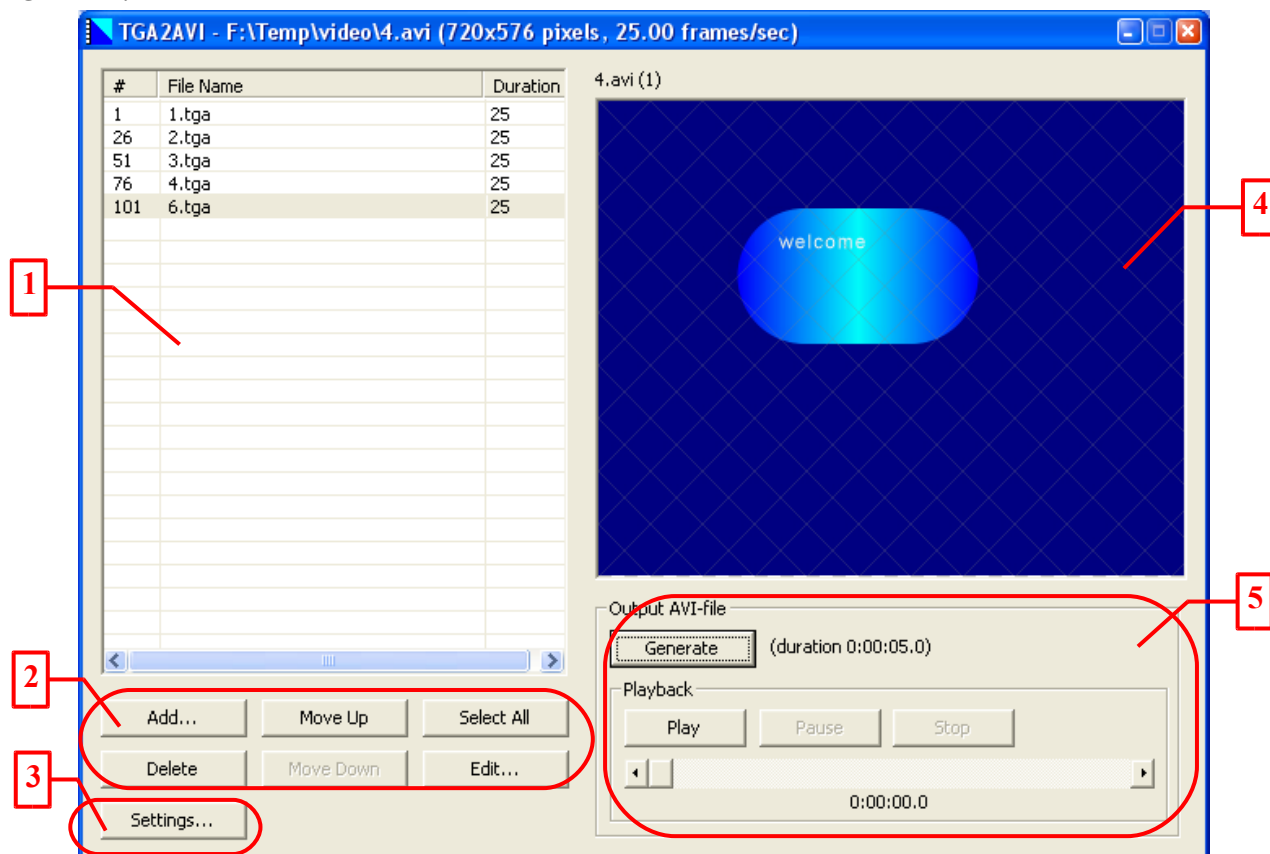 TGA2AVI - F:\Temp\video\4.avi (720x576 pixels, 25.00 frames/sec)
# File Name Duration
1 1.tga 25
26 2.tga 25
51 3.tga 25
76 4.tga 25
101 6.tga 25
4.avi (1)
welcome
4
1
Output AVI-file
5
Generate (duration 0:00:05.0)
Playback
Play Pause Stop
0:00:00.0
2
Add... Move Up Select All
Delete Move Down Edit...
3
Settings...